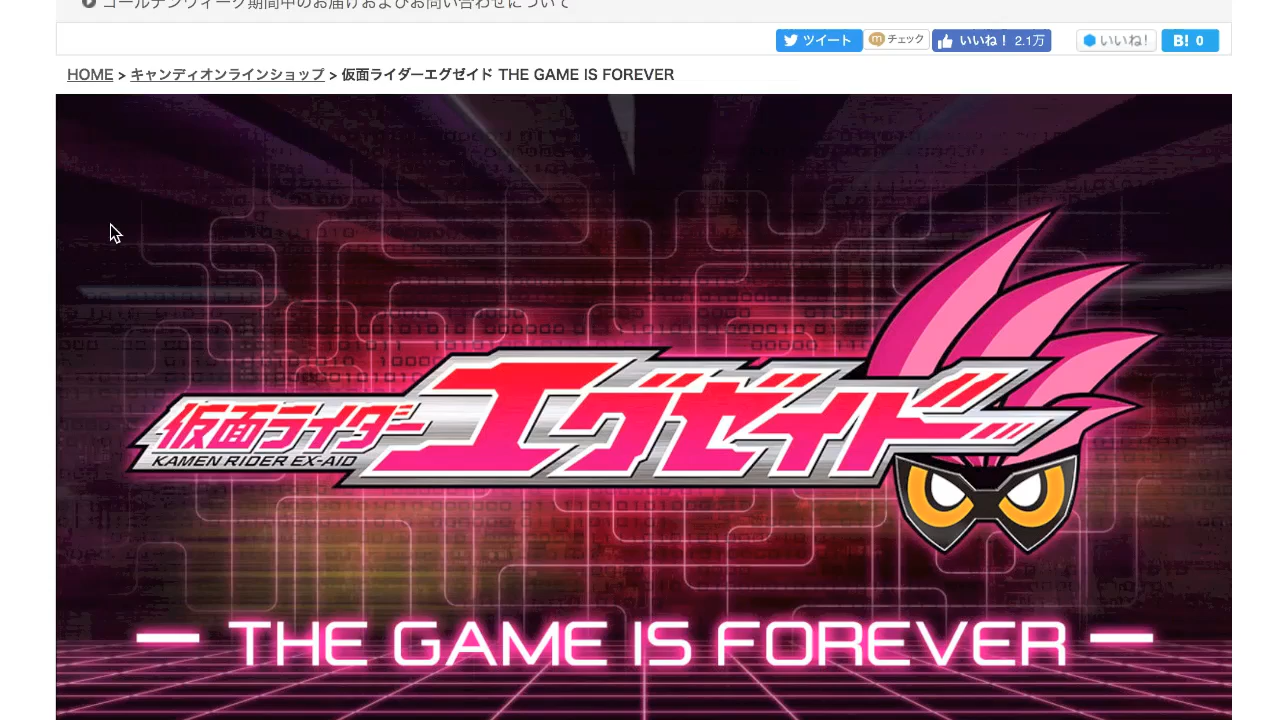 ゴールデンウィーク期間中のお届けおよびお問い合わせについて
ツイート
チェック
いいね！ 2.1万
いいね!
B! 0
HOME > キャンディオンラインショップ > 仮面ライダーエグゼイド THE GAME IS FOREVER
仮面ライダーエグゼイド
KAMEN RIDER EX-AID
THE GAME IS FOREVER